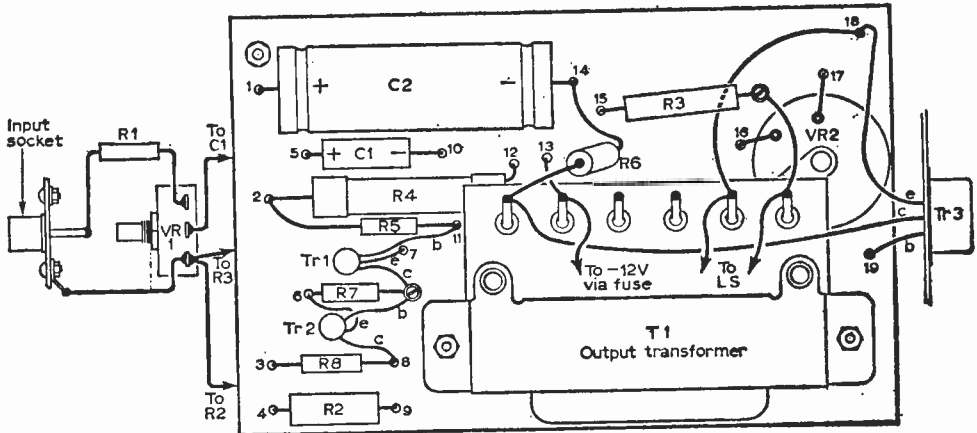 18
1
+
C2
-
14
17
15
R3
16
VR2
Input
socket
R1
To
C1
5
+
C1
-
10
12
13
R6
2
R4
R5
11
b
VR
1
Tr1
e
7
c
To
R3
6
R7
b
Tr2
e
c
3
R8
8
To
R2
4
R2
9
To -12V
via fuse
To
LS
T1
Output transformer
e
c
b
Tr3
19